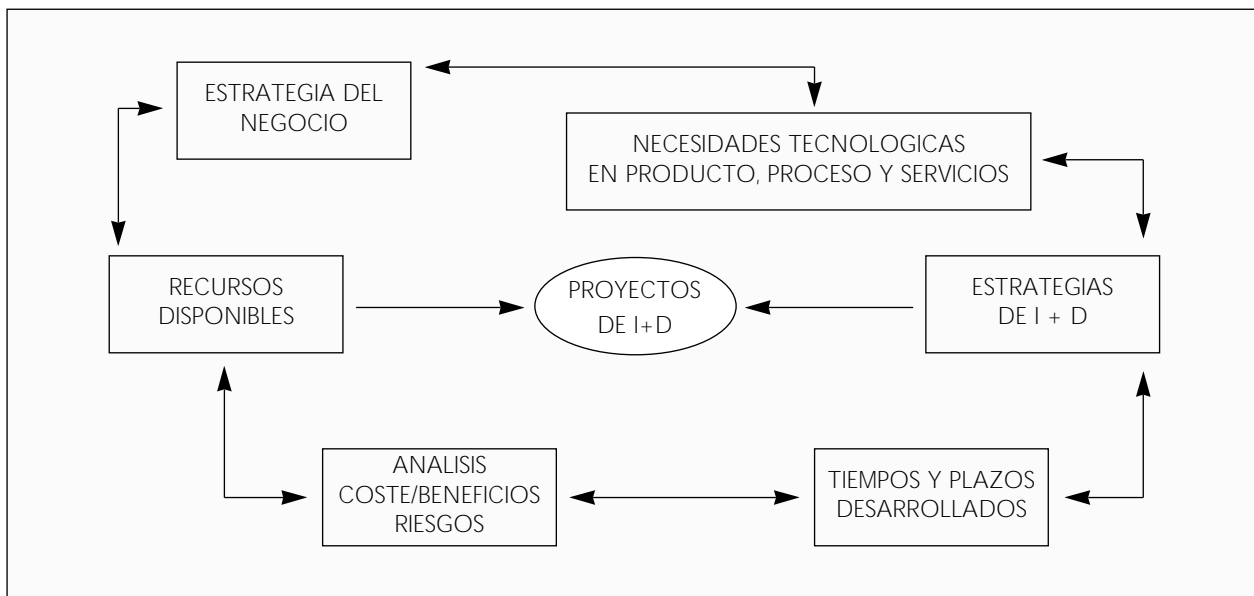 ESTRATEGIA DEL
NEGOCIO
NECESIDADES TECNOLOGICAS
EN PRODUCTO, PROCESO Y SERVICIOS
RECURSOS
DISPONIBLES
PROYECTOS
DE I+D
ESTRATEGIAS
DE I + D
ANALISIS
COSTE/BENEFICIOS
RIESGOS
TIEMPOS Y PLAZOS
DESARROLLADOS